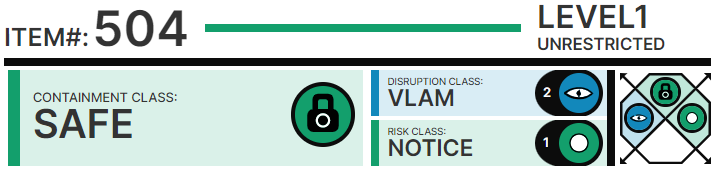 ITEM#: 504
LEVEL1
UNRESTRICTED
CONTAINMENT CLASS:
SAFE
DISRUPTION CLASS:
VLAM
2
RISK CLASS:
NOTICE
1